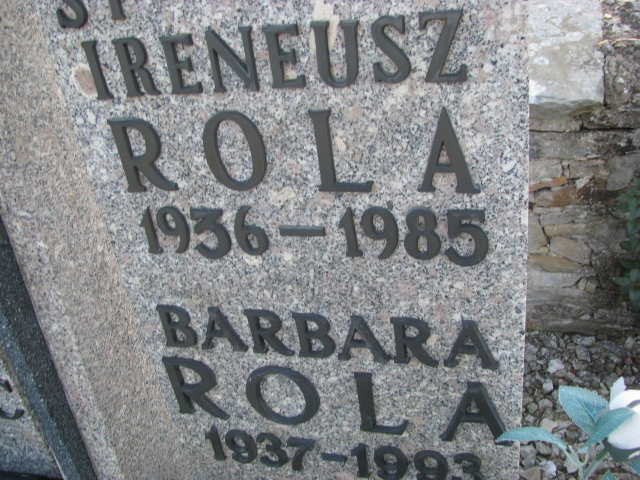 IRENEUSZ
ROLA
1936-1985
BARBARA
ROLA
1937-1993